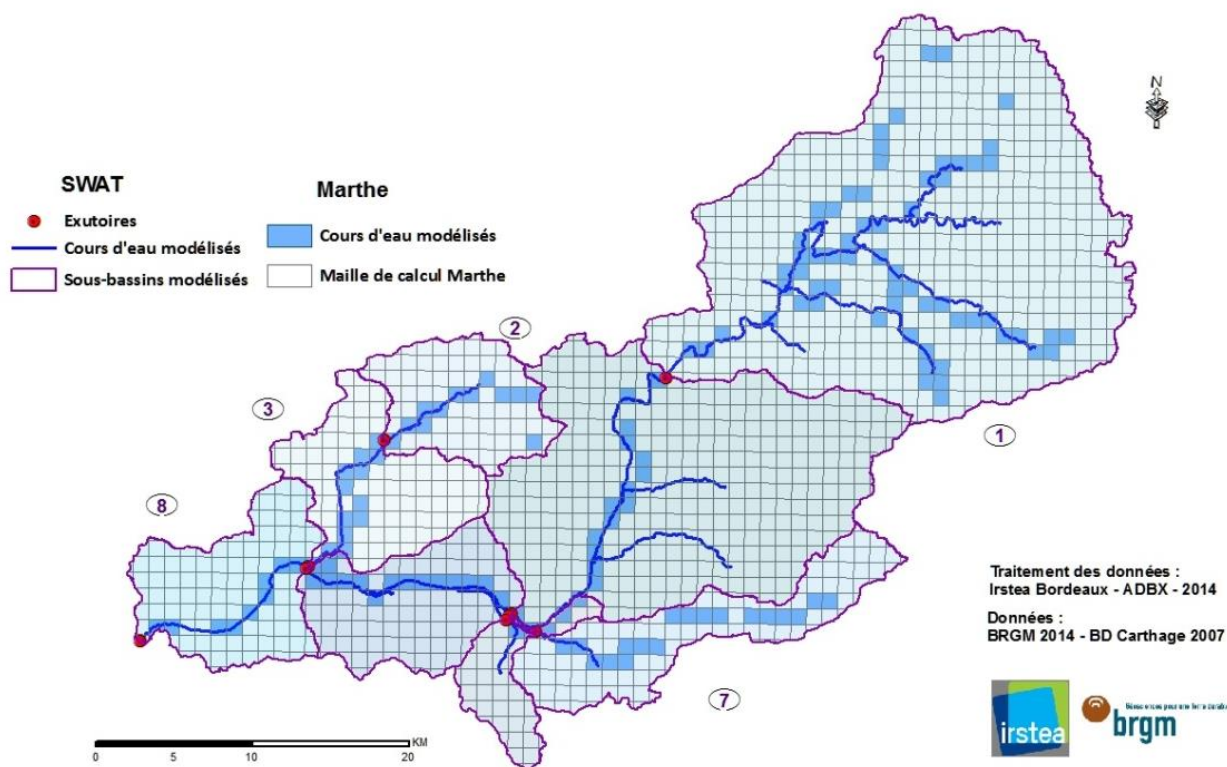 N
SWAT
Marthe
Exutoires
Cours d'eau modélisés
Cours d'eau modélisés
Sous-bassins modélisés
Maille de calcul Marthe
2
3
1
8
7
Traitement des données :
Irstea Bordeaux - ADBX - 2014
Données :
BRGM 2014 - BD Carthage 2007
KM
0 5 10 20
irstea
brgm